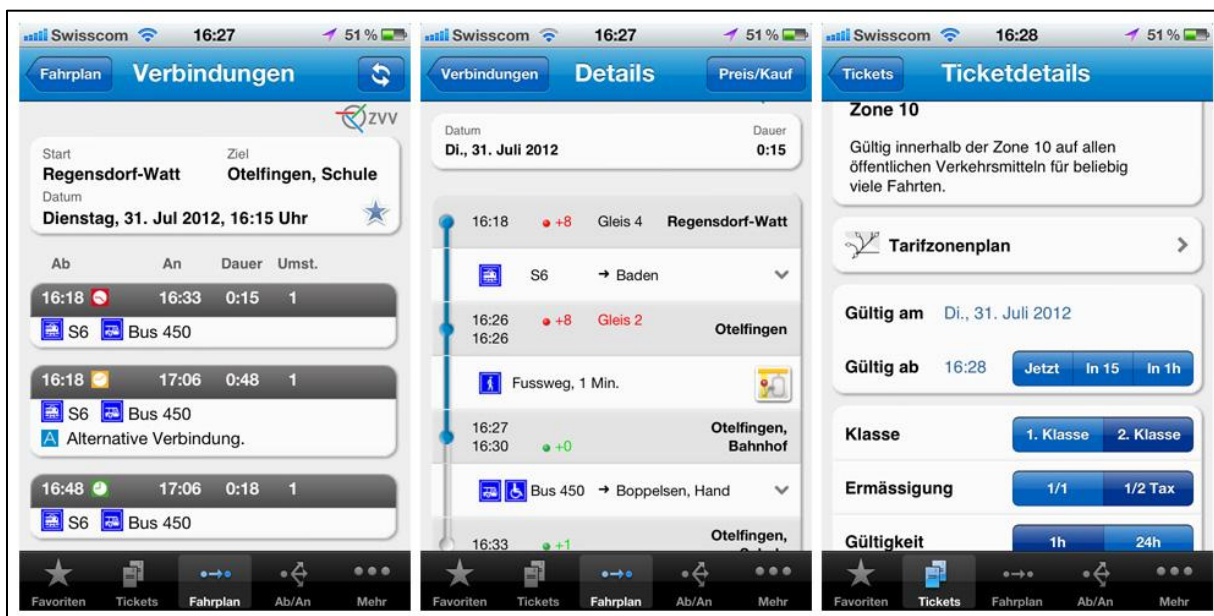 Swisscom 16:27 51 %
Fahrplan Verbindungen
ZVV
Start Ziel
Regensdorf-Watt Otelfingen, Schule
Datum
Dienstag, 31. Jul 2012, 16:15 Uhr
Ab An Dauer Umst.
16:18 16:33 0:15 1
S6 Bus 450
16:18 17:06 0:48 1
S6 Bus 450
A Alternative Verbindung.
16:48 17:06 0:18 1
S6 Bus 450
Favoriten Tickets Fahrplan Ab/An Mehr
Swisscom 16:27 51 %
Verbindungen Details Preis/Kauf
Datum Dauer
Di., 31. Juli 2012 0:15
16:18 +8 Gleis 4 Regensdorf-Watt
S6 → Baden
16:26 +8 Gleis 2 Otelfingen
16:26
Fussweg, 1 Min.
16:27 Otelfingen,
16:30 +0 Bahnhof
Bus 450 → Boppelsen, Hand
Otelfingen,
16:33 +1
Favoriten Tickets Fahrplan Ab/An Mehr
Swisscom 16:28 51 %
Tickets Ticketdetails
Zone 10
Gültig innerhalb der Zone 10 auf allen
öffentlichen Verkehrsmitteln für beliebig
viele Fahrten.
Tarifzonenplan
Gültig am Di., 31. Juli 2012
Gültig ab 16:28 Jetzt In 15 In 1h
Klasse 1. Klasse 2. Klasse
Ermässigung 1/1 1/2 Tax
Gültigkeit 1h 24h
Favoriten Tickets Fahrplan Ab/An Mehr